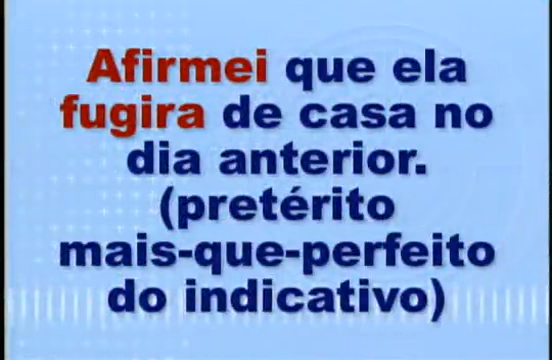 Afirmei que ela
fugira de casa no
dia anterior.
(pretérito
mais-que-perfeito
do indicativo)